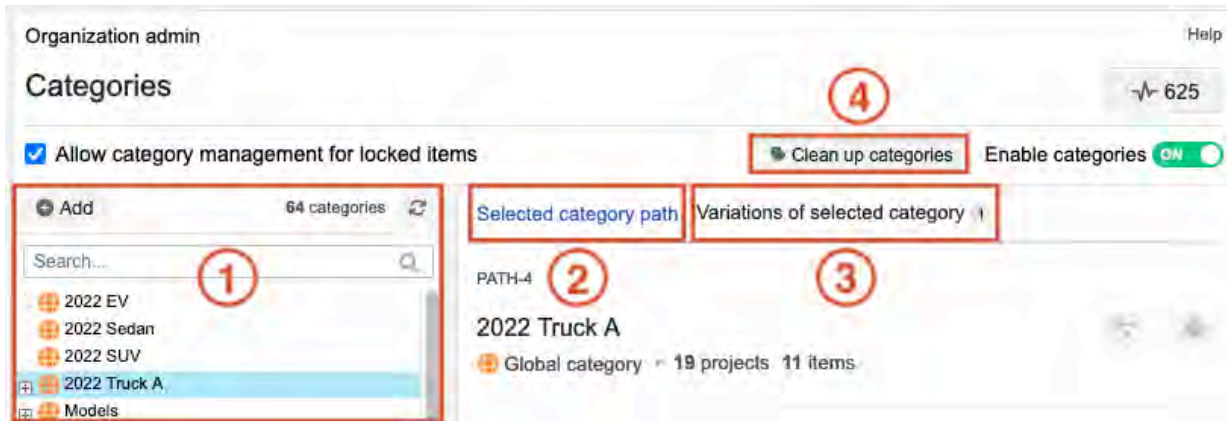 Organization admin
Help
Categories
4
625
Allow category management for locked items
Clean up categories
Enable categories ON
Add
64 categories
Selected category path
Variations of selected category
Search...
1
2
3
PATH-4
2022 EV
2022 Sedan
2022 SUV
2022 Truck A
Models
2022 Truck A
Global category
19 projects 11 items